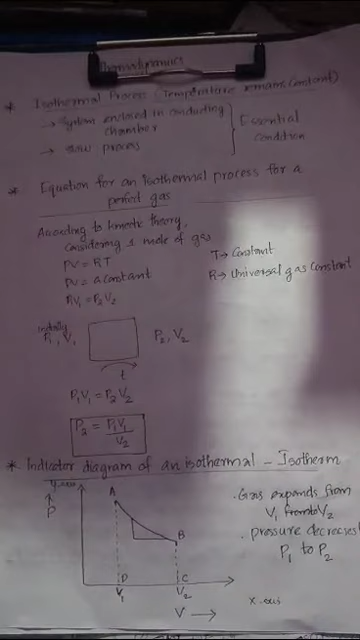 Thermodynamics
* Isothermal Process (Temperature remains constant)
→ System enclosed in conducting chamber
→ slow process
Essential condition
* Equation for an isothermal process for a
period gas
According to kinetic theory,
considering 1 mole of gas
PV = RT
T → Constant
PV = a constant
R → Universal gas constant
P₁V₁ = P₂V₂
initially
P₁, V₁
P₂, V₂
t
P₁V₁ = P₂V₂
P₂ = P₁V₁
V₂
* Indicator diagram of an isothermal - Isotherm
y-axis
↑
P
A
B
D
C
V₁
V₂
V →
x-axis
. Gas expands from
V₁ to V₂
. pressure decreases
P₁ to P₂